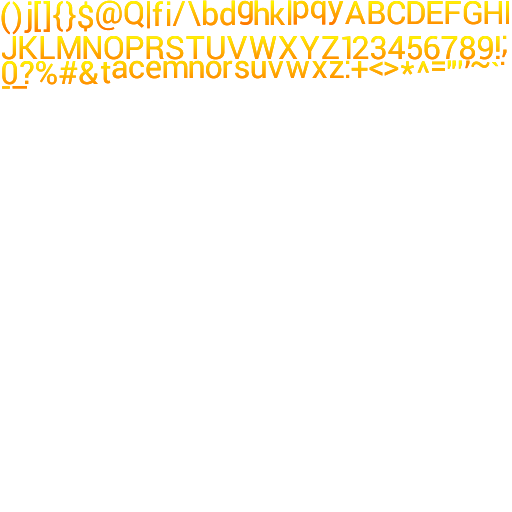 ()j[]{}$@Q|fi/\bdghklpqyABCDEFGHI
JKLMNOPRSTUVWXYZ123456789!;
0?%#&tacemnorsuvwxz:+<>*^="'~`.
_-